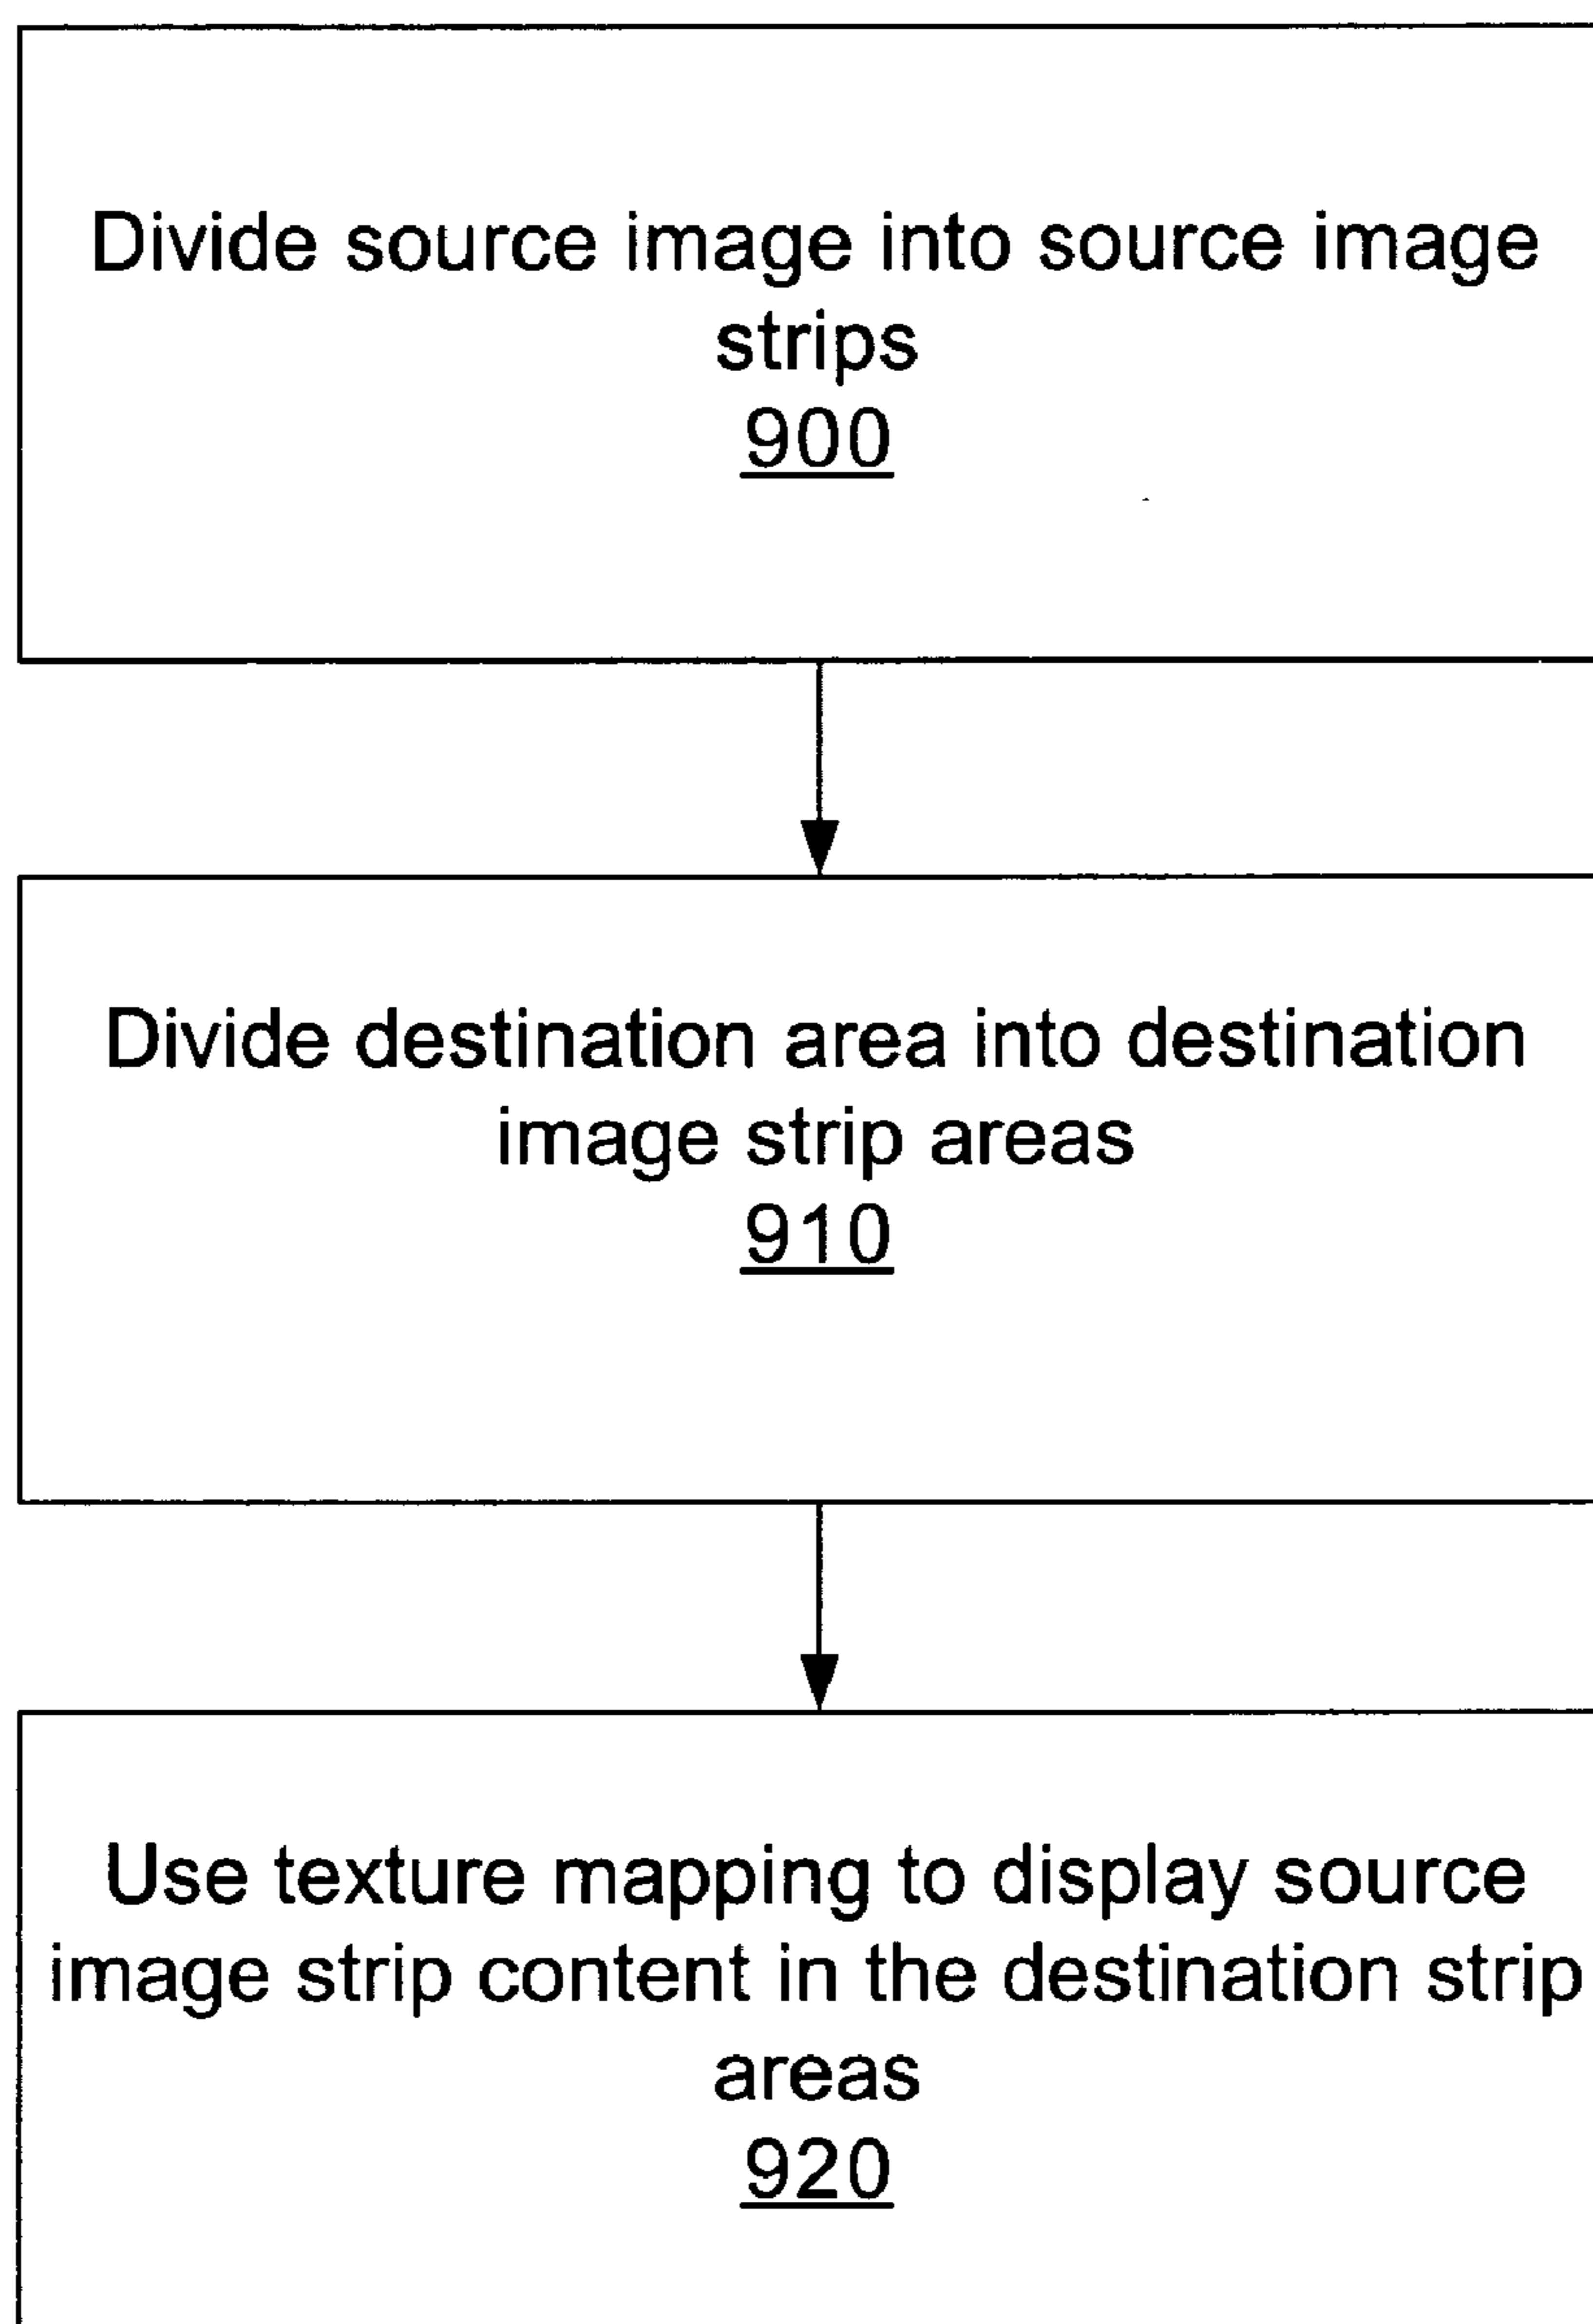 Divide source image into source image
strips
900
Divide destination area into destination
image strip areas
910
Use texture mapping to display source
image strip content in the destination strip
areas
920